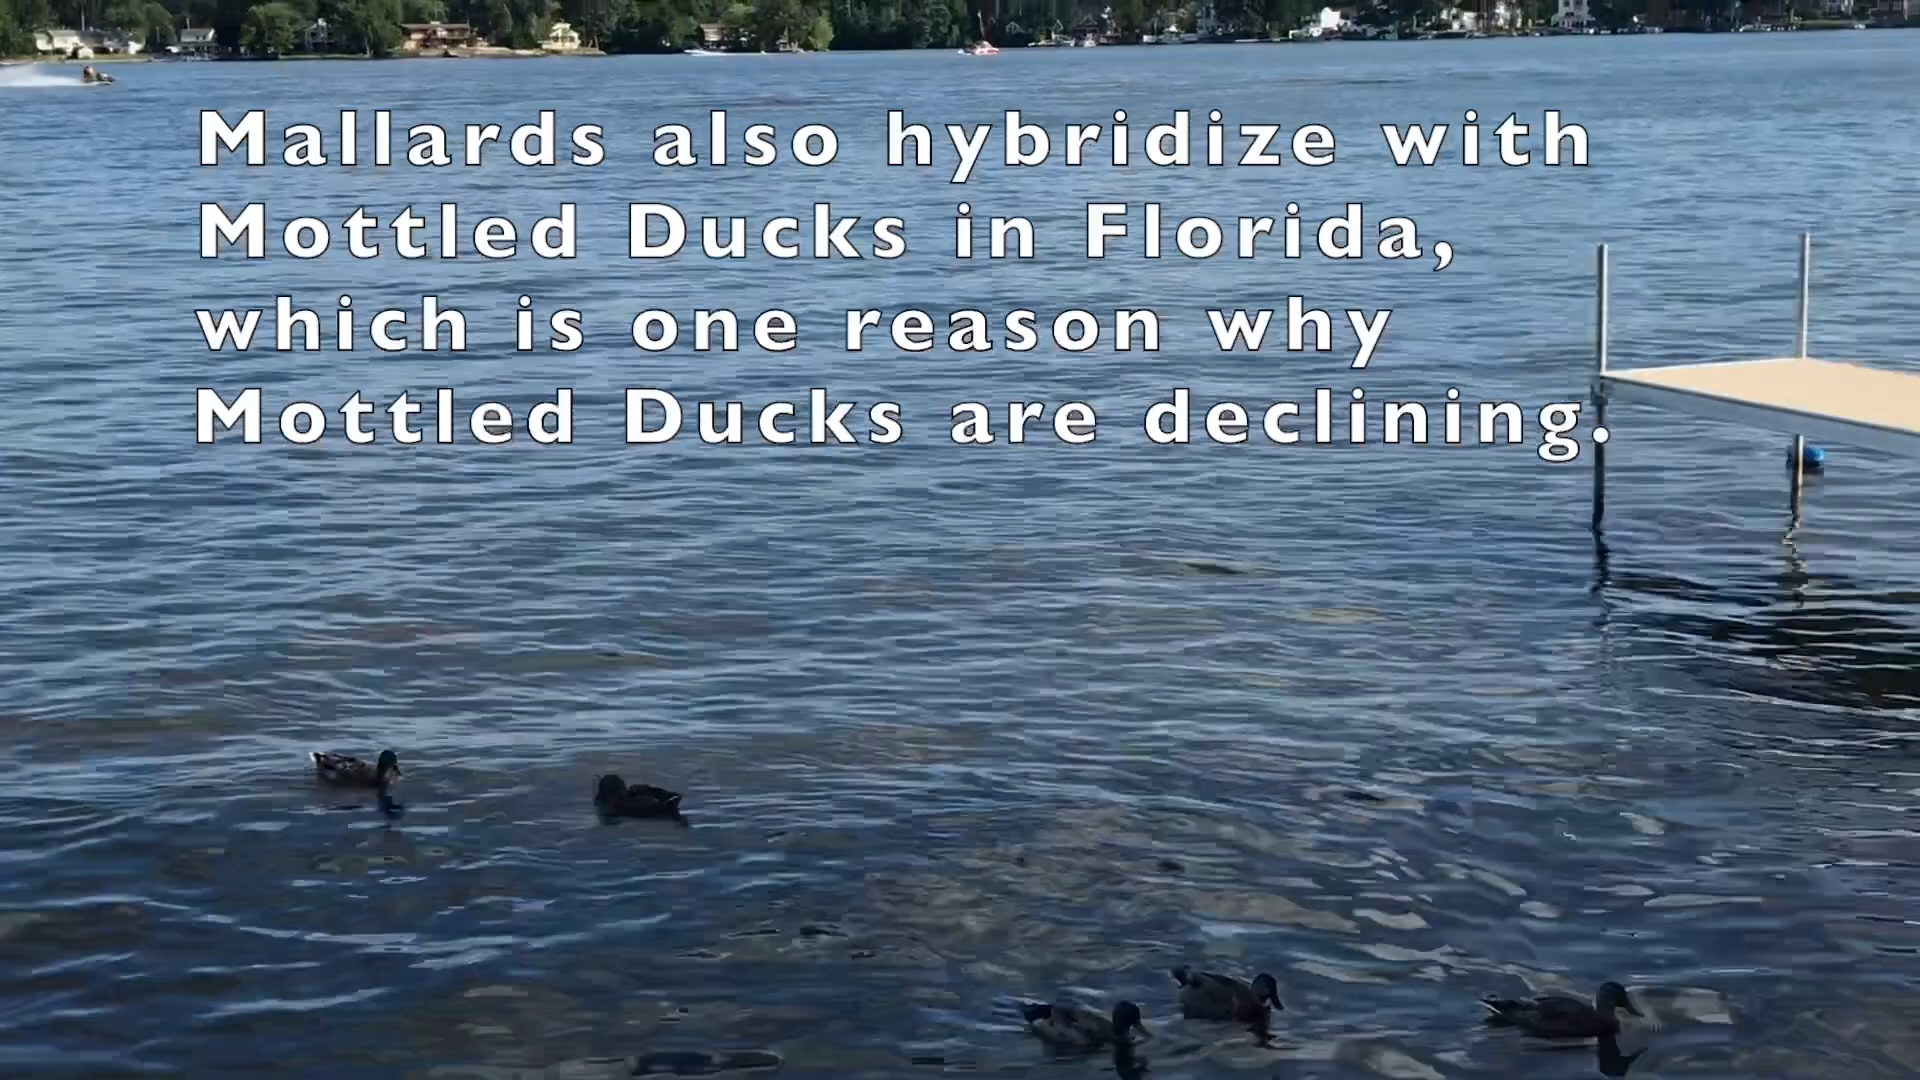 Mallards also hybridize with
Mottled Ducks in Florida,
which is one reason why
Mottled Ducks are declining.